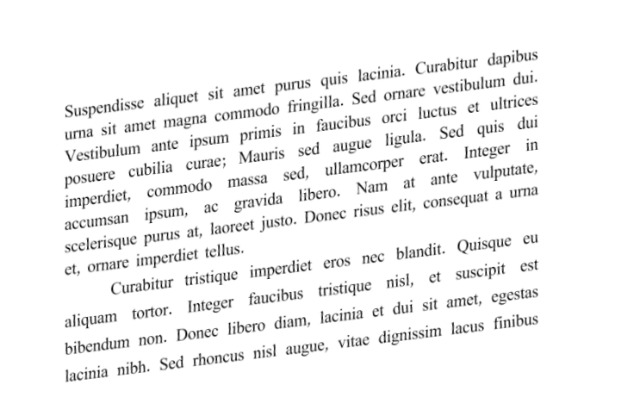 Suspendisse aliquet sit amet purus quis lacinia. Curabitur dapibus
urna sit amet magna commodo fringilla. Sed ornare vestibulum dui.
Vestibulum ante ipsum primis in faucibus orci luctus et ultrices
posuere cubilia curae; Mauris sed augue ligula. Sed quis dui
imperdiet, commodo massa sed, ullamcorper erat. Integer in
accumsan ipsum, ac gravida libero. Nam at ante vulputate,
scelerisque purus at, laoreet justo. Donec risus elit, consequat a urna
et, ornare imperdiet tellus.
Curabitur tristique imperdiet eros nec blandit. Quisque eu
aliquam tortor. Integer faucibus tristique nisl, et suscipit est
bibendum non. Donec libero diam, lacinia et dui sit amet, egestas
lacinia nibh. Sed rhoncus nisl augue, vitae dignissim lacus finibus